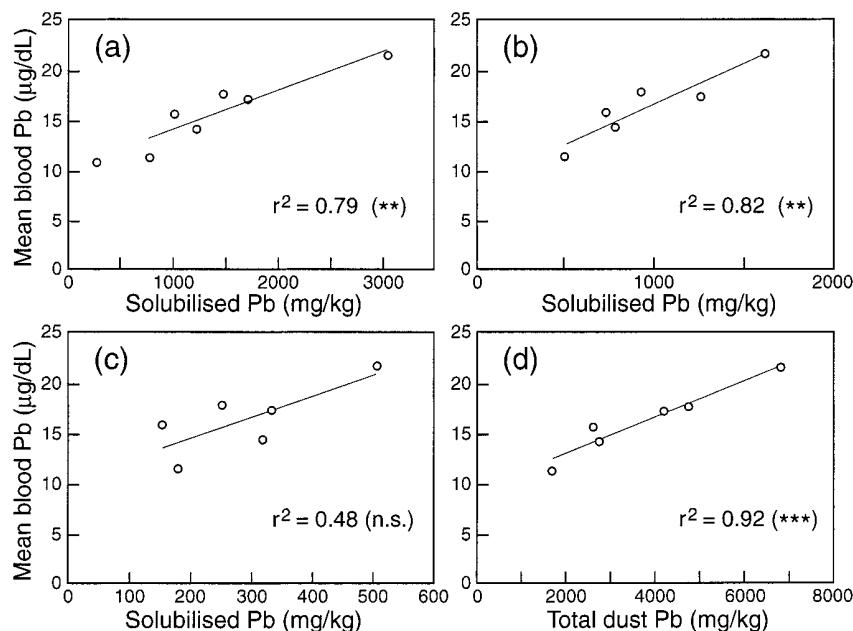 (a)
Mean blood Pb (µg/dL)
25
20
15
10
5
0
r² = 0.79 (**)
0 1000 2000 3000
Solubilised Pb (mg/kg)
(b)
25
20
15
10
5
0
r² = 0.82 (**)
0 1000 2000
Solubilised Pb (mg/kg)
(c)
Mean blood Pb (µg/dL)
25
20
15
10
5
0
r² = 0.48 (n.s.)
0 100 200 300 400 500 600
Solubilised Pb (mg/kg)
(d)
25
20
15
10
5
0
r² = 0.92 (***)
0 2000 4000 6000 8000
Total dust Pb (mg/kg)